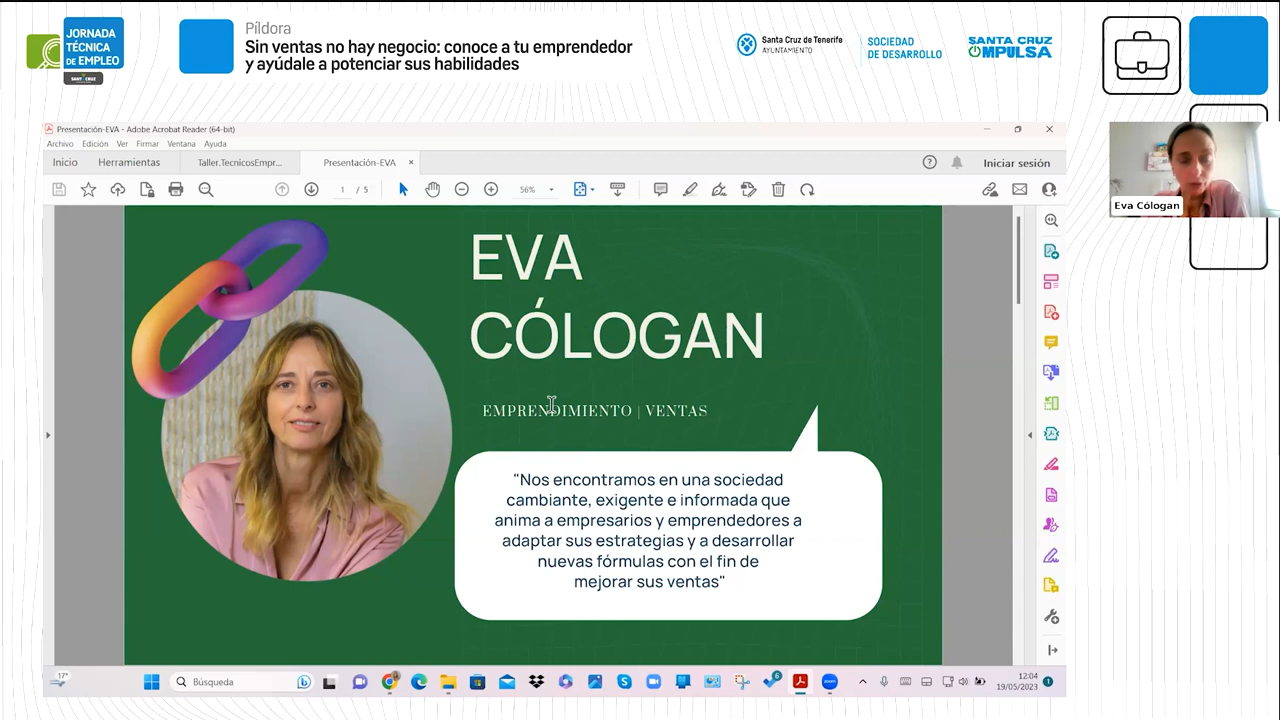 JORNADA
TÉCNICA
DE EMPLEO
Píldora
Sin ventas no hay negocio: conoce a tu emprendedor
y ayúdale a potenciar sus habilidades
Santa Cruz de Tenerife
AYUNTAMIENTO
SOCIEDAD
DE DESARROLLO
SANTA CRUZ
MPULSA
Presentación-EVA - Adobe Acrobat Reader (64-bit)
Archivo Edición Ver Firmar Ventana Ayuda
Inicio Herramientas Taller.TecnicosEmpr... Presentación-EVA × Iniciar sesión
1 / 5 56%
Eva Cólogan
EVA
CÓLOGAN
EMPRENDIMIENTO | VENTAS
"Nos encontramos en una sociedad
cambiante, exigente e informada que
anima a empresarios y emprendedores a
adaptar sus estrategias y a desarrollar
nuevas fórmulas con el fin de
mejorar sus ventas"
17°
Búsqueda
12:04
19/05/2023